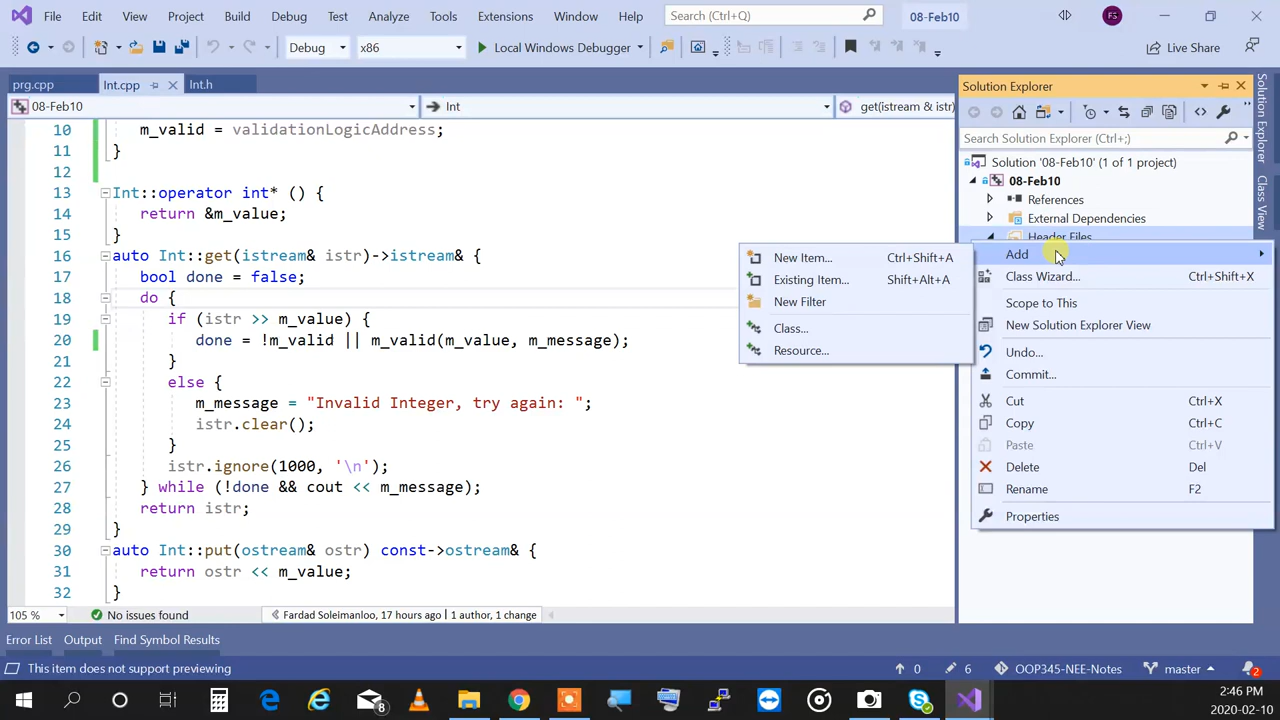 File Edit View Project Build Debug Test Analyze Tools Extensions Window Help Search (Ctrl+Q) 08-Feb10 FS
Debug x86 Local Windows Debugger Live Share
prg.cpp Int.cpp Int.h
08-Feb10 Int get(istream & istr)
10 m_valid = validationLogicAddress;
11 }
12
13 Int::operator int* () {
14 return &m_value;
15 }
16 auto Int::get(istream& istr)->istream& {
17 bool done = false;
18 do {
19 if (istr >> m_value) {
20 done = !m_valid || m_valid(m_value, m_message);
21 }
22 else {
23 m_message = "Invalid Integer, try again: ";
24 istr.clear();
25 }
26 istr.ignore(1000, '\n');
27 } while (!done && cout << m_message);
28 return istr;
29 }
30 auto Int::put(ostream& ostr) const->ostream& {
31 return ostr << m_value;
32 }
105 % No issues found Fardad Soleimanloo, 17 hours ago | 1 author, 1 change
Solution Explorer
Search Solution Explorer (Ctrl+;)
Solution '08-Feb10' (1 of 1 project)
08-Feb10
References
External Dependencies
Header Files
Solution Explorer
Class View
Add
Class Wizard... Ctrl+Shift+X
Scope to This
New Solution Explorer View
Undo...
Commit...
Cut Ctrl+X
Copy Ctrl+C
Paste Ctrl+V
Delete Del
Rename F2
Properties
New Item... Ctrl+Shift+A
Existing Item... Shift+Alt+A
New Filter
Class...
Resource...
Error List Output Find Symbol Results
This item does not support previewing 0 6 OOP345-NEE-Notes master 2
8
2:46 PM
2020-02-10